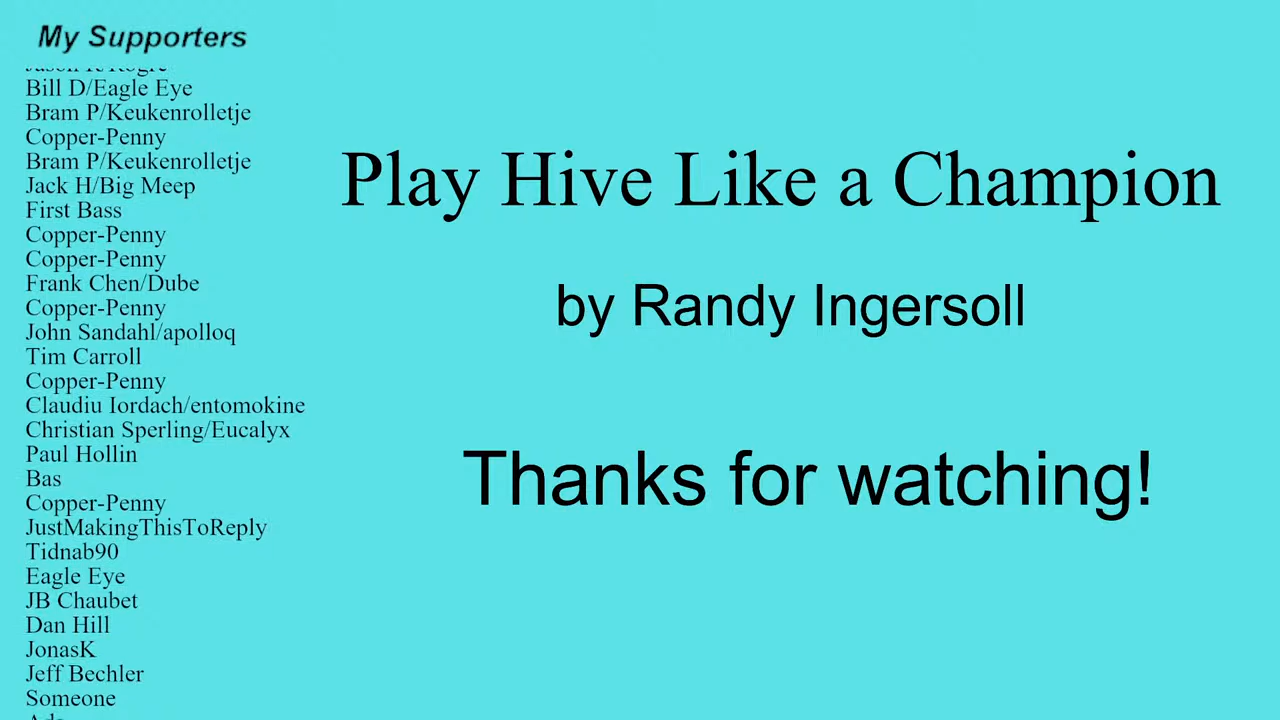 My Supporters
Bill D/Eagle Eye
Bram P/Keukenrolletje
Copper-Penny
Bram P/Keukenrolletje
Jack H/Big Meep
First Bass
Copper-Penny
Copper-Penny
Frank Chen/Dube
Copper-Penny
John Sandahl/apolloq
Tim Carroll
Copper-Penny
Claudiu Iordach/entomokine
Christian Sperling/Eucalyx
Paul Hollin
Bas
Copper-Penny
JustMakingThisToReply
Tidnab90
Eagle Eye
JB Chaubet
Dan Hill
JonasK
Jeff Bechler
Someone
Play Hive Like a Champion
by Randy Ingersoll
Thanks for watching!